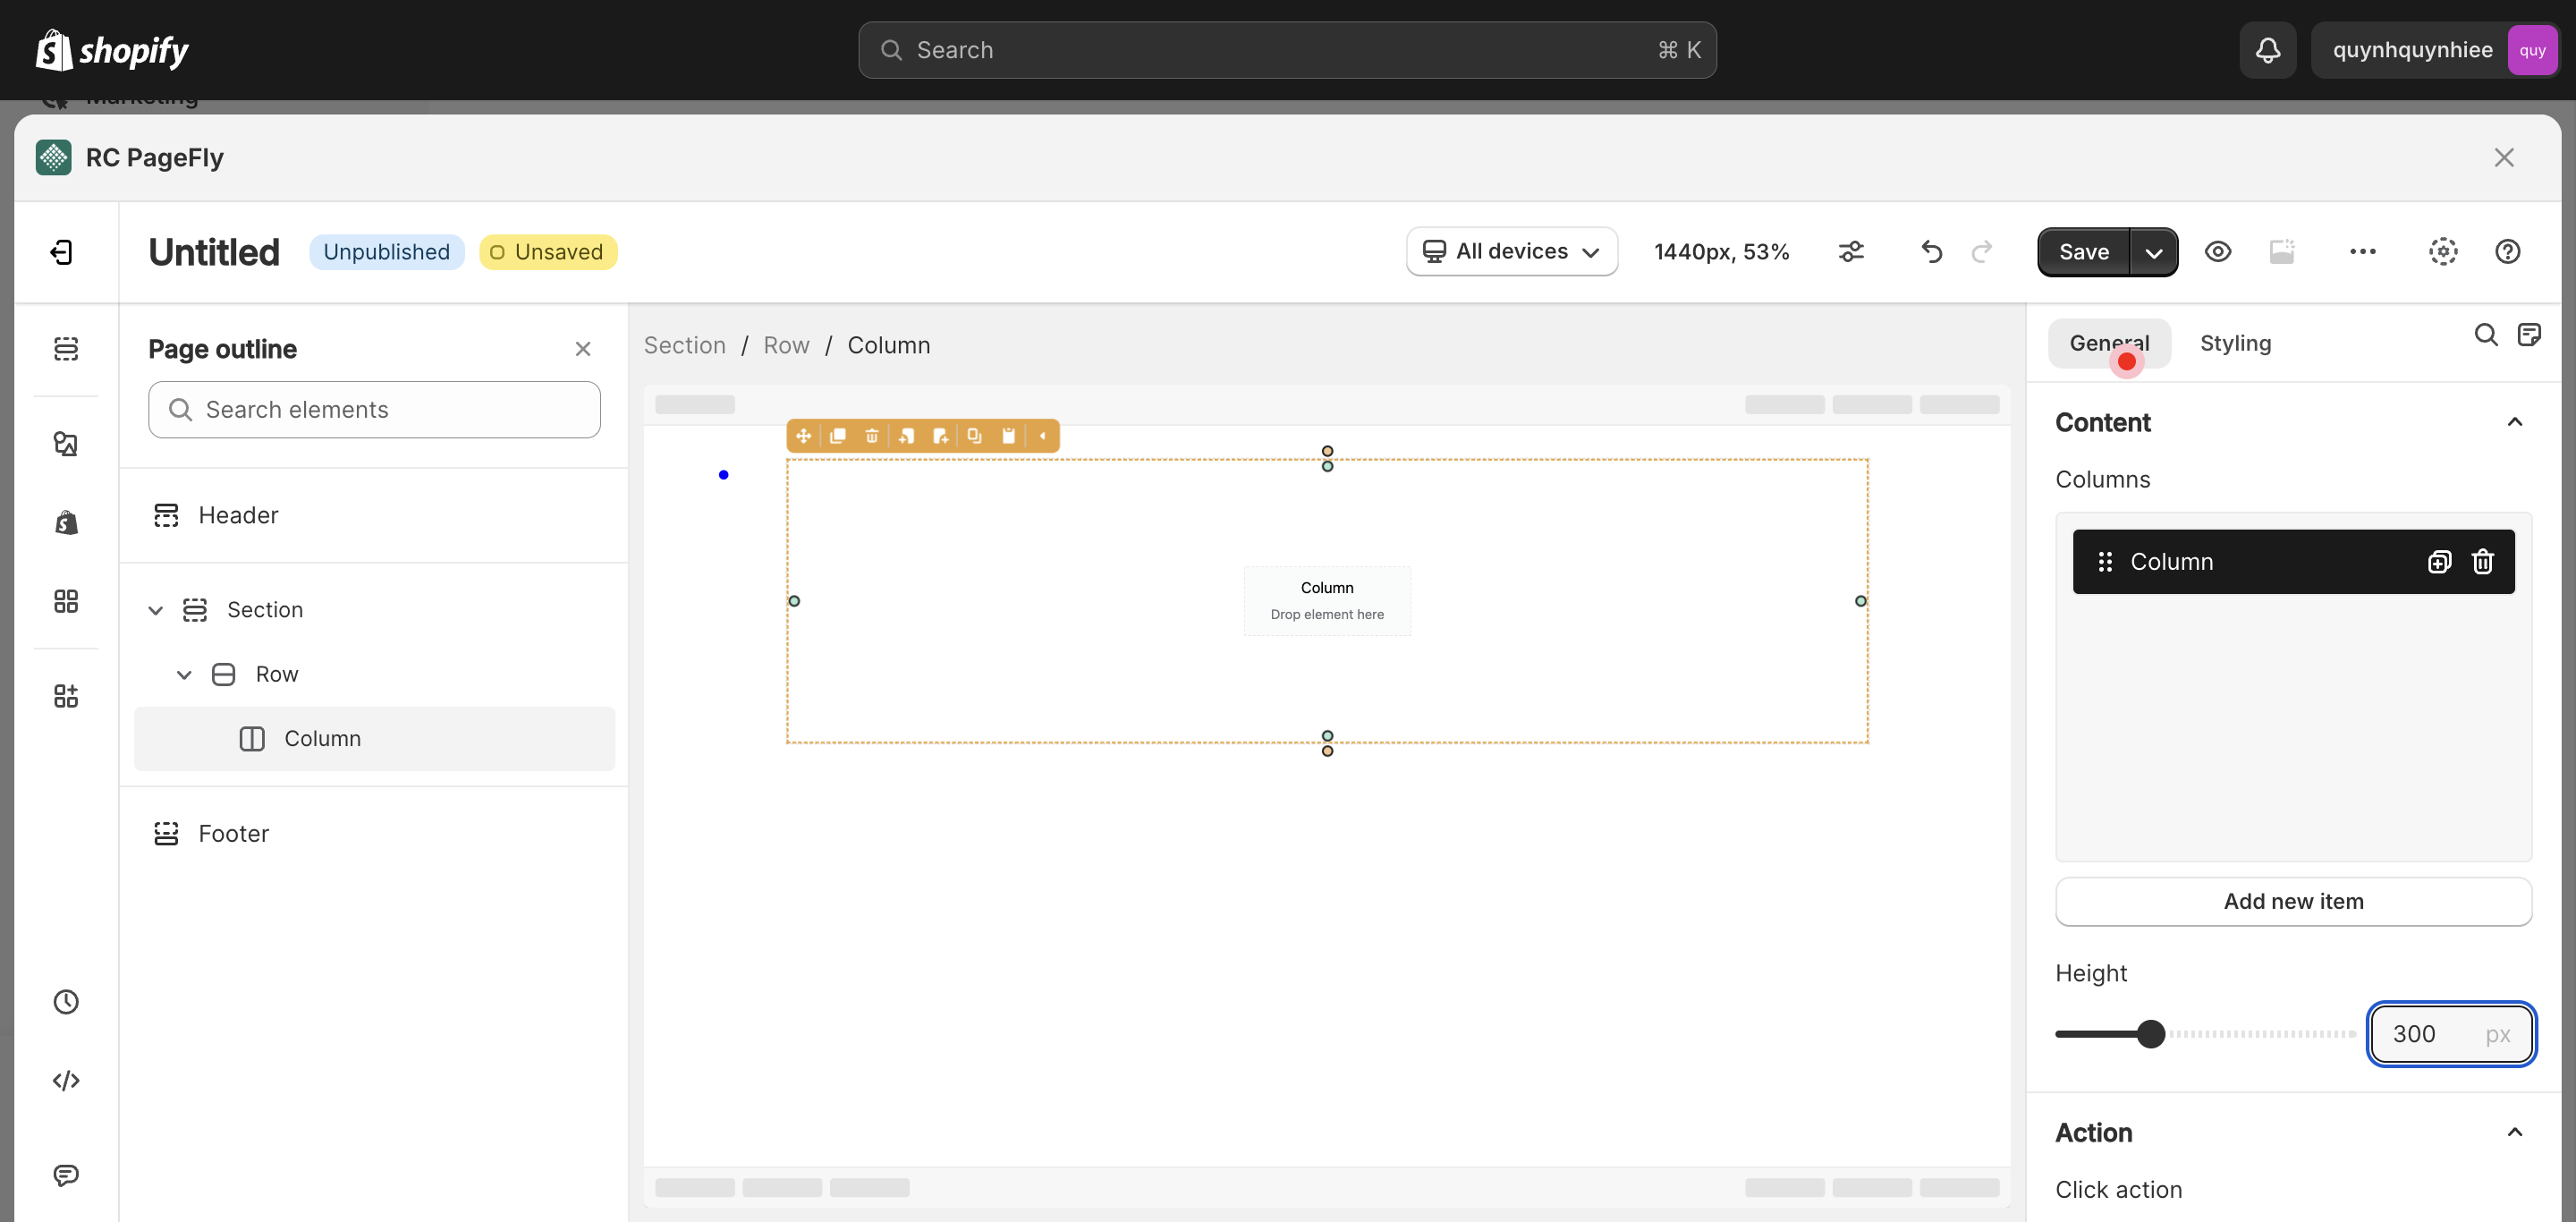 shopify
Search
⌘ K
quynhquynhiee
quy
Marketing
RC PageFly
Untitled
Unpublished
Unsaved
All devices
1440px, 53%
Save
Page outline
Search elements
Header
Section
Row
Column
Footer
Section / Row / Column
Column
Drop element here
General
Styling
Content
Columns
Column
Add new item
Height
300 px
Action
Click action